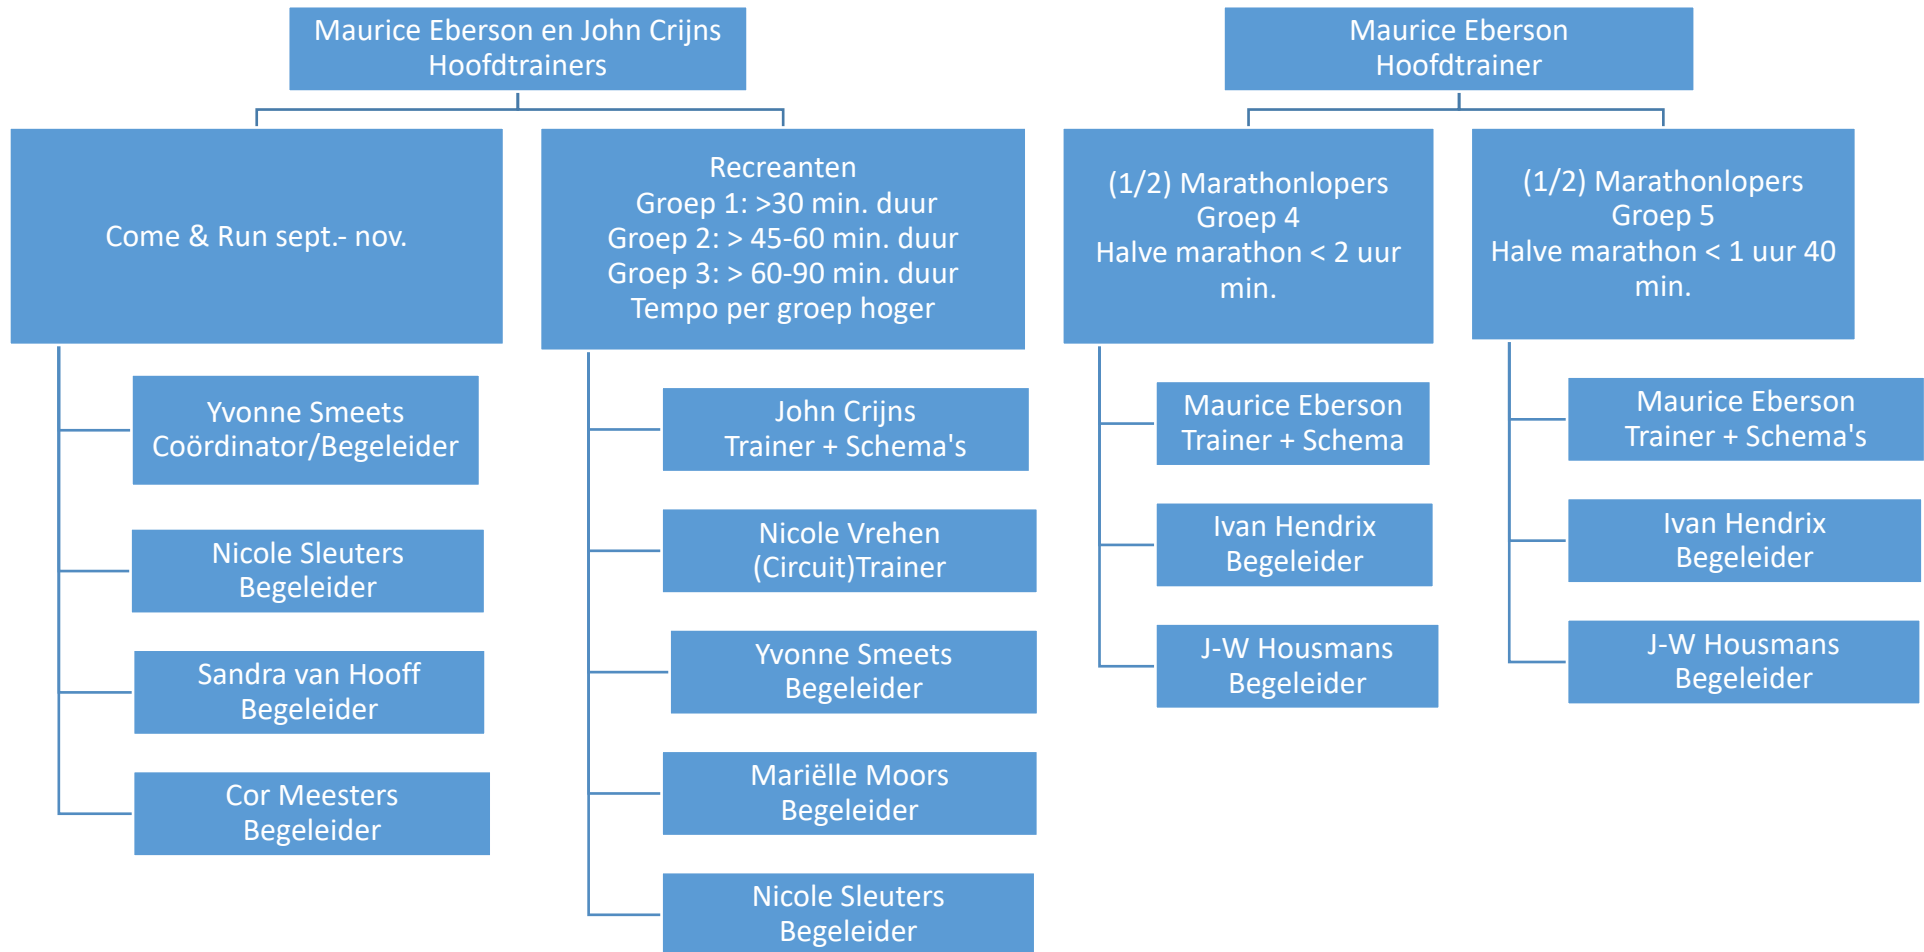 Maurice Eberson en John Crijns
Hoofdtrainers
Maurice Eberson
Hoofdtrainer
Come & Run sept.- nov.
Recreanten
Groep 1: >30 min. duur
Groep 2: > 45-60 min. duur
Groep 3: > 60-90 min. duur
Tempo per groep hoger
(1/2) Marathonlopers
Groep 4
Halve marathon < 2 uur
min.
(1/2) Marathonlopers
Groep 5
Halve marathon < 1 uur 40
min.
Yvonne Smeets
Coördinator/Begeleider
Nicole Sleuters
Begeleider
Sandra van Hooff
Begeleider
Cor Meesters
Begeleider
John Crijns
Trainer + Schema's
Nicole Vrehen
(Circuit)Trainer
Yvonne Smeets
Begeleider
Mariëlle Moors
Begeleider
Nicole Sleuters
Begeleider
Maurice Eberson
Trainer + Schema
Ivan Hendrix
Begeleider
J-W Housmans
Begeleider
Maurice Eberson
Trainer + Schema's
Ivan Hendrix
Begeleider
J-W Housmans
Begeleider